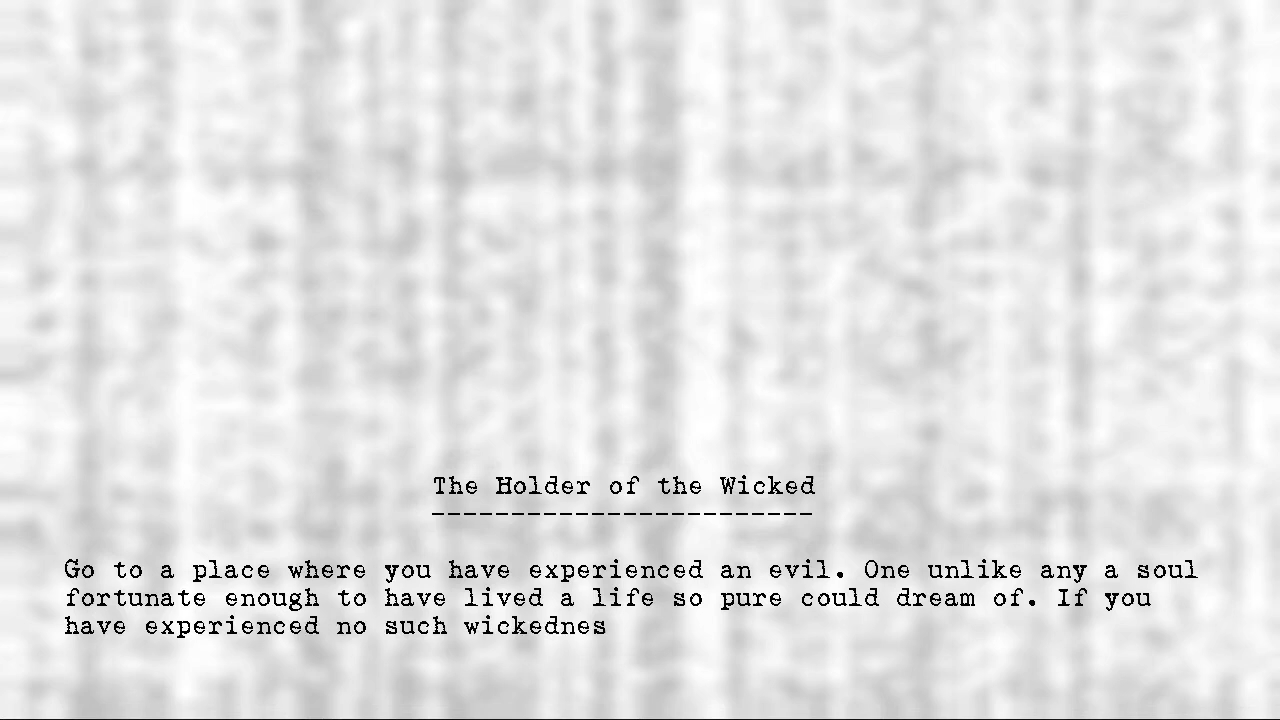 The Holder of the Wicked
------------------------
Go to a place where you have experienced an evil. One unlike any a soul
fortunate enough to have lived a life so pure could dream of. If you
have experienced no such wickednes